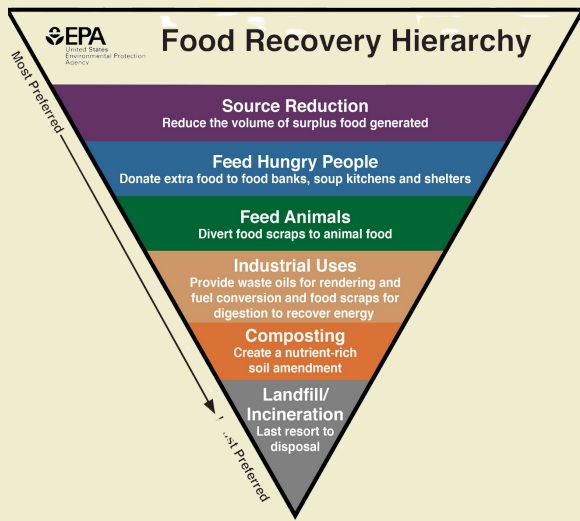 EPA
United States
Environmental Protection
Agency
Food Recovery Hierarchy
Most Preferred
Source Reduction
Reduce the volume of surplus food generated
Feed Hungry People
Donate extra food to food banks, soup kitchens and shelters
Feed Animals
Divert food scraps to animal food
Industrial Uses
Provide waste oils for rendering and
fuel conversion and food scraps for
digestion to recover energy
Composting
Create a nutrient-rich
soil amendment
Landfill/
Incineration
Last resort to
disposal
Preferred